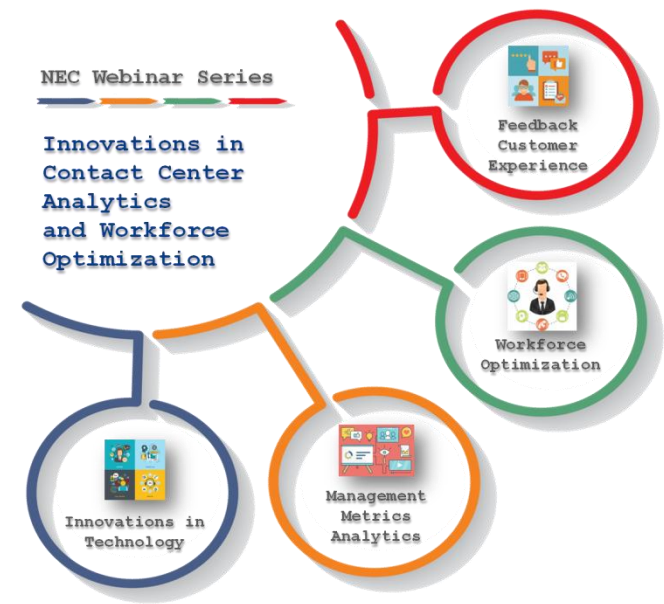 NEC Webinar Series
Innovations in
Contact Center
Analytics
and Workforce
Optimization
Feedback
Customer
Experience
Workforce
Optimization
Management
Metrics
Analytics
Innovations in
Technology